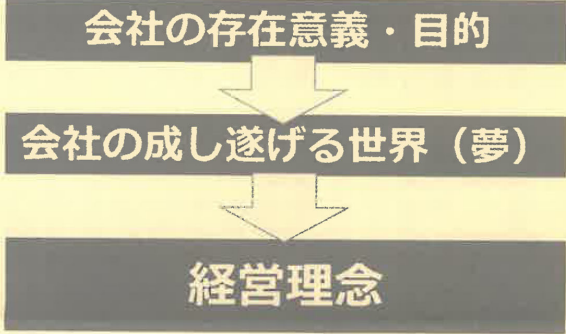 会社の存在意義・目的
会社の成し遂げる世界（夢）
経営理念